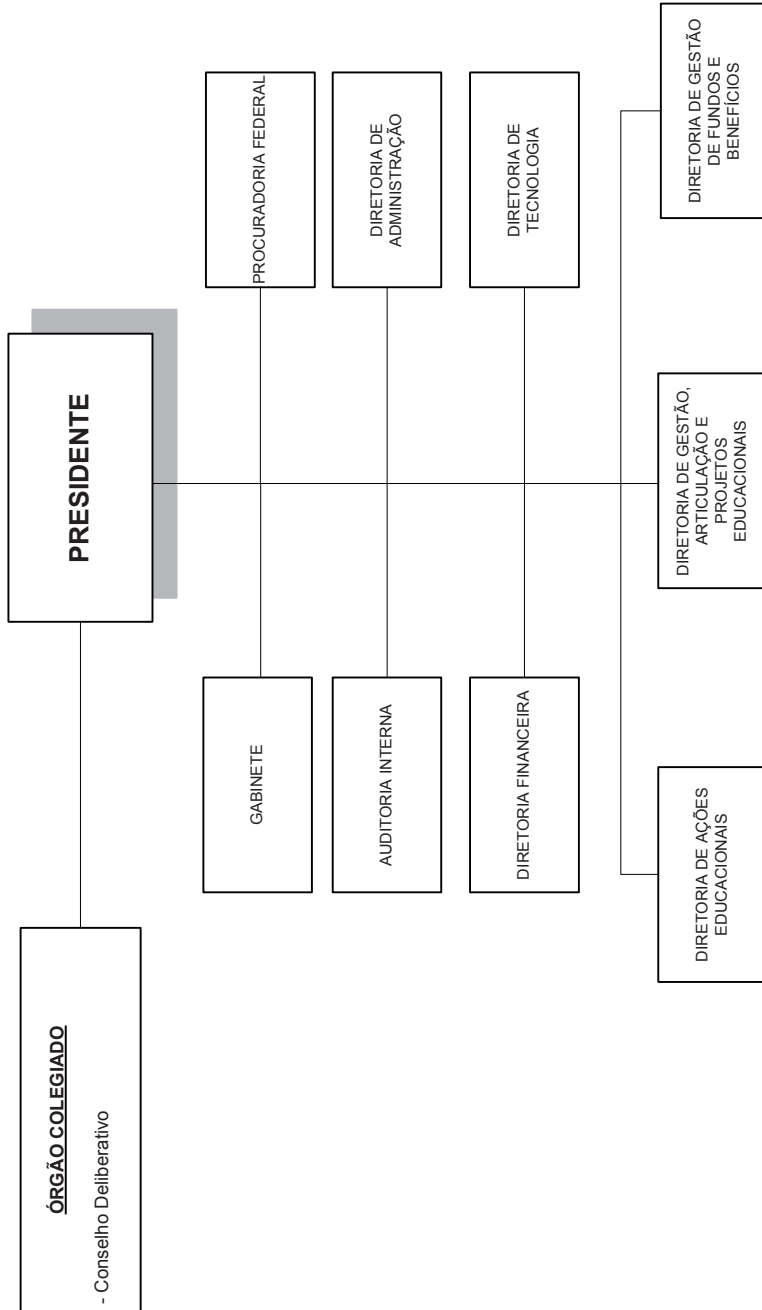 ÓRGÃO COLEGIADO
- Conselho Deliberativo
PRESIDENTE
GABINETE
PROCURADORIA FEDERAL
AUDITORIA INTERNA
DIRETORIA DE
ADMINISTRAÇÃO
DIRETORIA FINANCEIRA
DIRETORIA DE
TECNOLOGIA
DIRETORIA DE AÇÕES
EDUCACIONAIS
DIRETORIA DE GESTÃO,
ARTICULAÇÃO E
PROJETOS
EDUCACIONAIS
DIRETORIA DE GESTÃO
DE FUNDOS E
BENEFÍCIOS